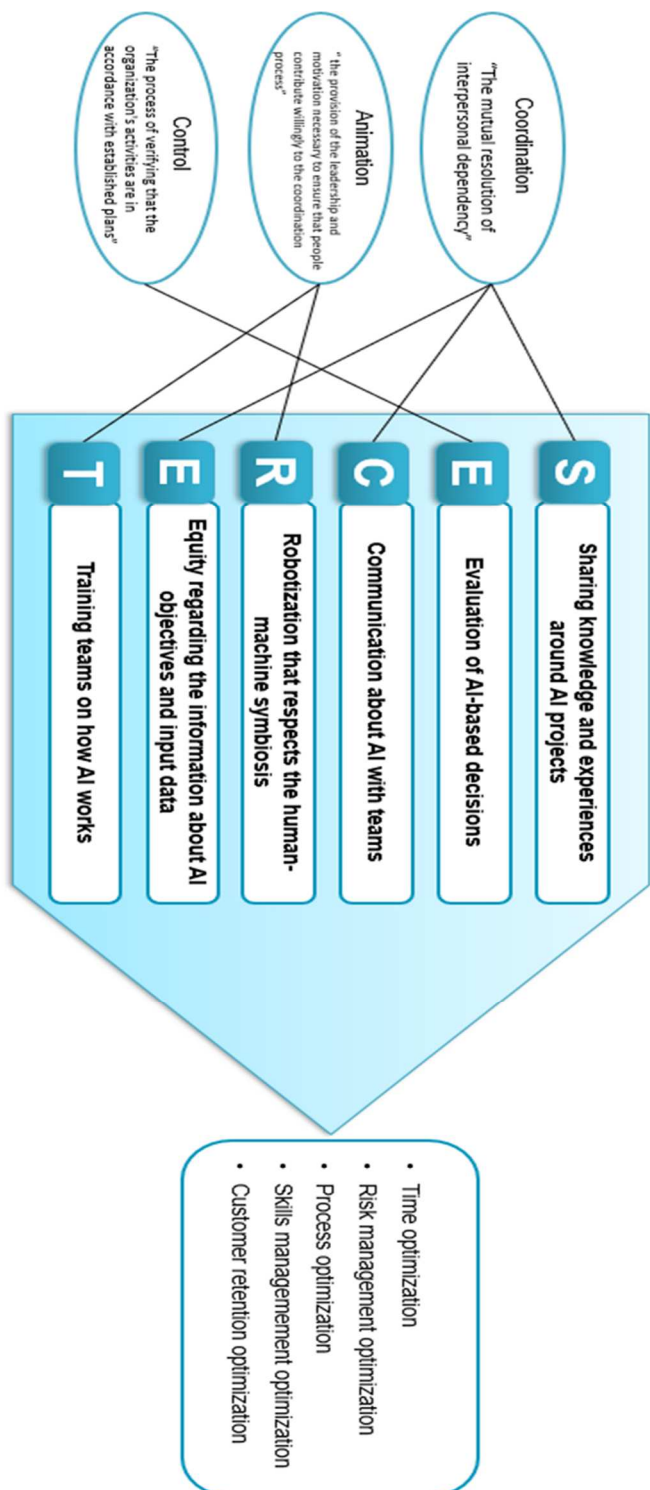 Coordination
"The mutual resolution of
interpersonal dependency"
Animation
" the provision of the leadership and
motivation necessary to ensure that people
contribute willingly to the coordination
process"
Control
"The process of verifying that the
organization's activities are in
accordance with established plans"
S
Sharing knowledge and experiences
around AI projects
E
Evaluation of AI-based decisions
C
Communication about AI with teams
R
Robotization that respects the human-
machine symbiosis
E
Equity regarding the information about AI
objectives and input data
T
Training teams on how AI works
• Time optimization
• Risk management optimization
• Process optimization
• Skills managemement optimization
• Customer retention optimization